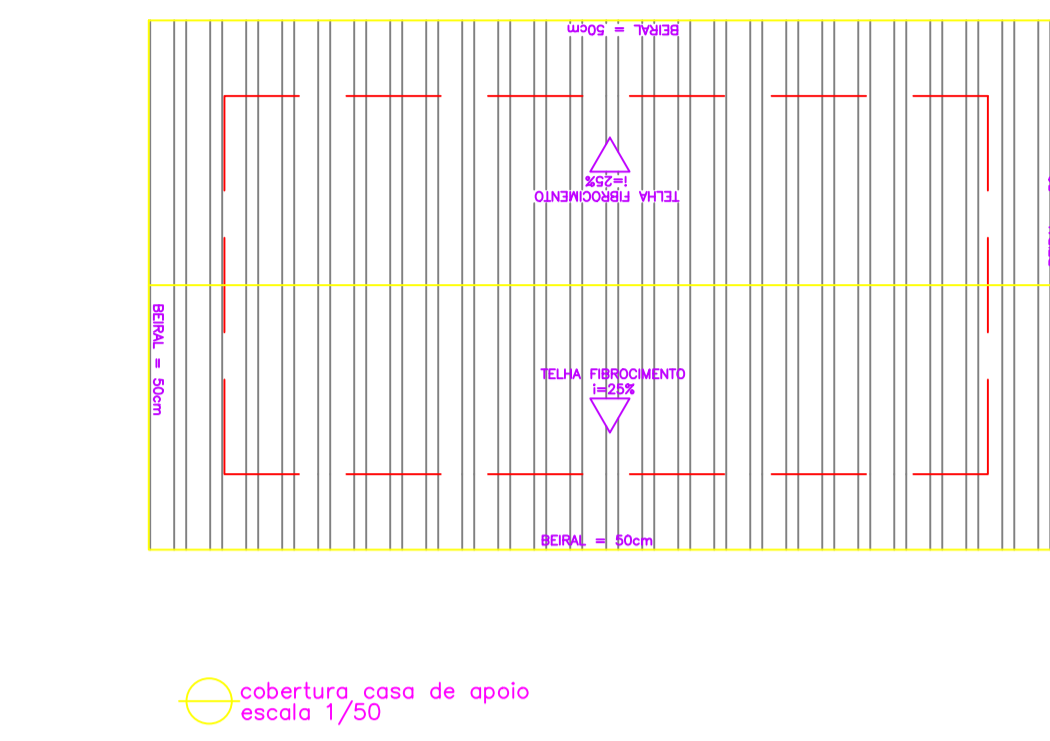 BEIRAL = 50cm
i=25%
TELHA FIBROCIMENTO
BEIRAL = 50cm
TELHA FIBROCIMENTO
i=25%
BEIRAL = 50cm
cobertura casa de apoio
escala 1/50